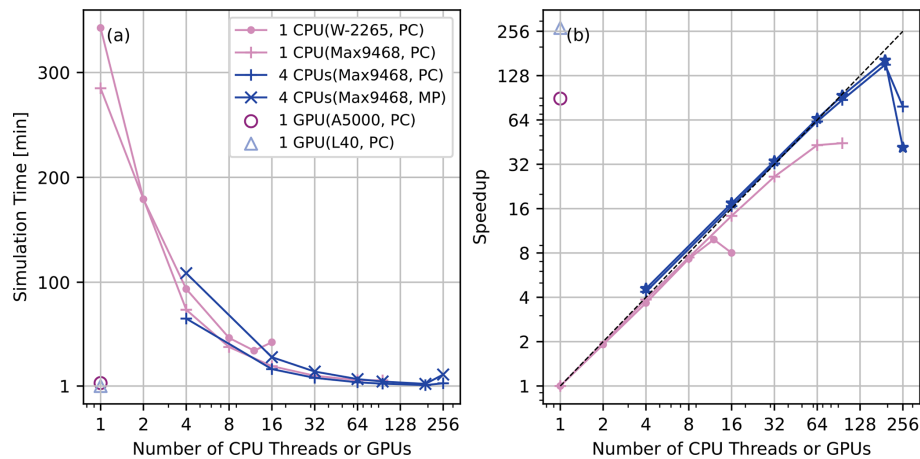 (a)
1 CPU(W-2265, PC)
1 CPU(Max9468, PC)
4 CPUs(Max9468, PC)
4 CPUs(Max9468, MP)
1 GPU(A5000, PC)
1 GPU(L40, PC)
300
200
100
1
Simulation Time [min]
1 2 4 8 16 32 64 128 256
Number of CPU Threads or GPUs
(b)
256
128
64
32
16
8
4
2
1
Speedup
1 2 4 8 16 32 64 128 256
Number of CPU Threads or GPUs